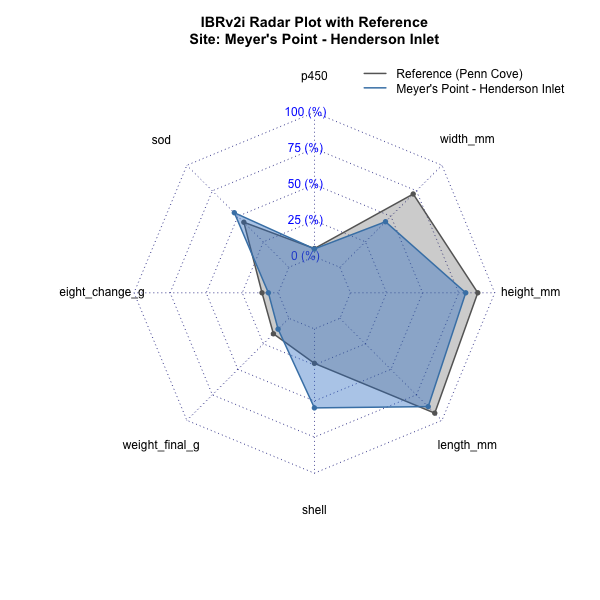 IBRv2i Radar Plot with Reference
Site: Meyer's Point - Henderson Inlet
p450
Reference (Penn Cove)
Meyer's Point - Henderson Inlet
100 (%)
sod
width_mm
75 (%)
50 (%)
25 (%)
0 (%)
eight_change_g
height_mm
weight_final_g
length_mm
shell